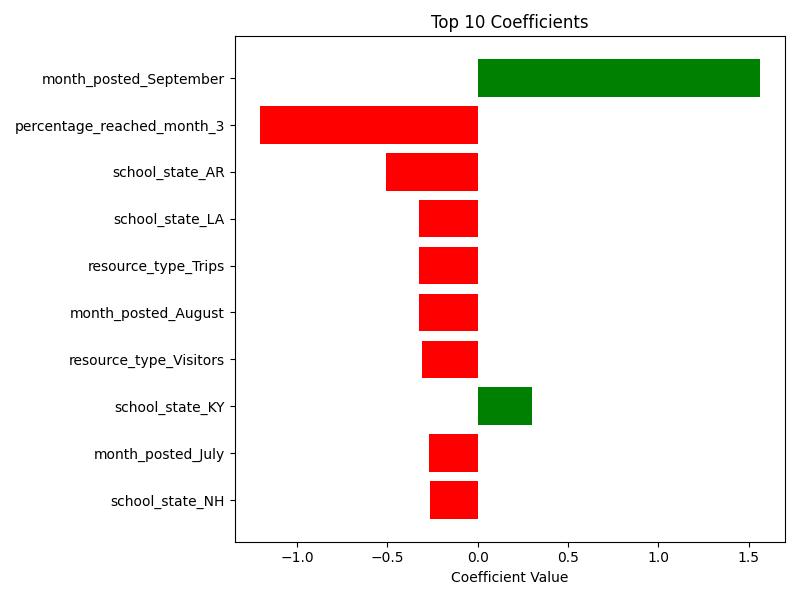 Top 10 Coefficients
month_posted_September
percentage_reached_month_3
school_state_AR
school_state_LA
resource_type_Trips
month_posted_August
resource_type_Visitors
school_state_KY
month_posted_July
school_state_NH
−1.0 −0.5 0.0 0.5 1.0 1.5
Coefficient Value